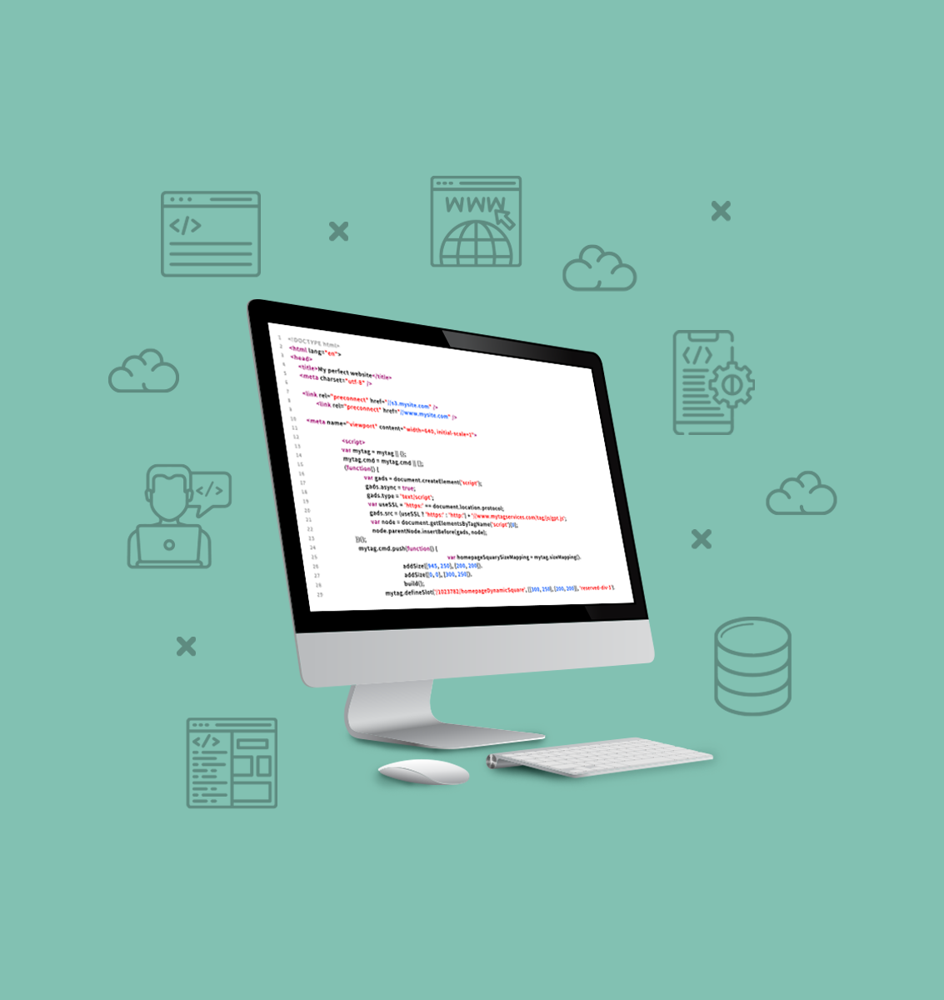 </>
WWW
</>
</>
</>
1 <!DOCTYPE html>
2 <html lang="en">
3 <head>
4 <title>My perfect website</title>
5 <meta charset="utf-8" />
6
7 <link rel="preconnect" href="//s3.mysite.com" />
8 <link rel="preconnect" href="//www.mysite.com" />
9
10 <meta name="viewport" content="width=640, initial-scale=1">
11
12 <script>
13 var mytag = mytag || {};
14 mytag.cmd = mytag.cmd || [];
15 (function() {
16 var gads = document.createElement('script');
17 gads.async = true;
18 gads.type = 'text/script';
19 var useSSL = 'https:' == document.location.protocol;
20 gads.src = (useSSL ? 'https:' : 'http:') + '//www.mytagservices.com/tag/js/gpt.js';
21 var node = document.getElementsByTagName('script')[0];
22 node.parentNode.insertBefore(gads, node);
23 })();
24 mytag.cmd.push(function() {
25 var homepageSquarySizeMapping = mytag.sizeMapping().
26 addSize([945, 250], [200, 200]).
27 addSize([0, 0], [300, 250]).
28 build();
29 mytag.defineSlot('/1023782/homepageDynamicSquare', [[300, 250], [200, 200]], 'reserved-div-1').
</>